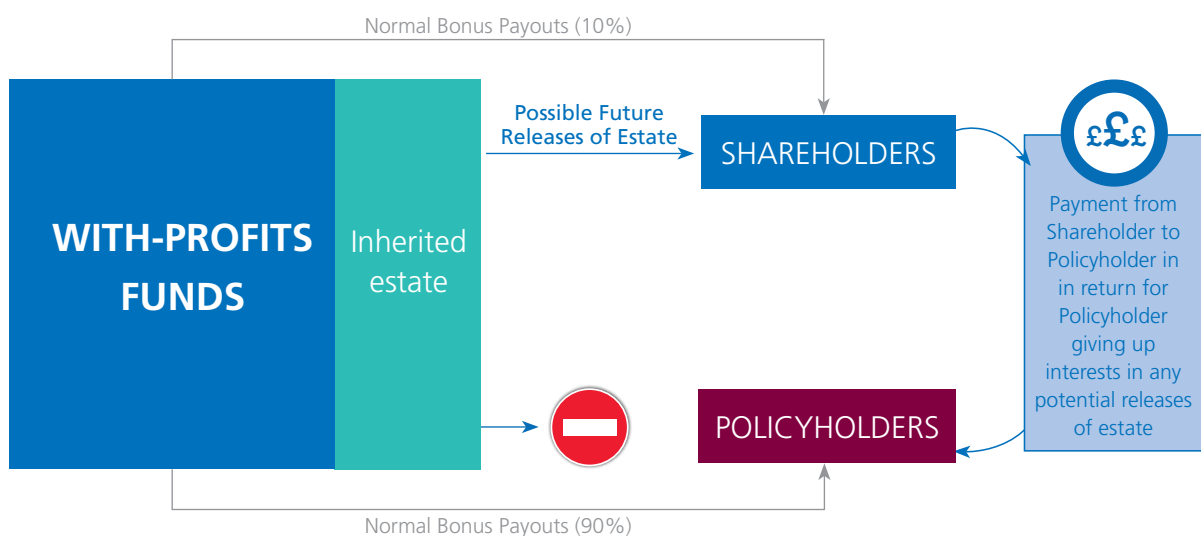 Normal Bonus Payouts (10%)
WITH-PROFITS
FUNDS
Inherited
estate
Possible Future
Releases of Estate
SHAREHOLDERS
£££
Payment from
Shareholder to
Policyholder in
in return for
Policyholder
giving up
interests in any
potential releases
of estate
POLICYHOLDERS
Normal Bonus Payouts (90%)